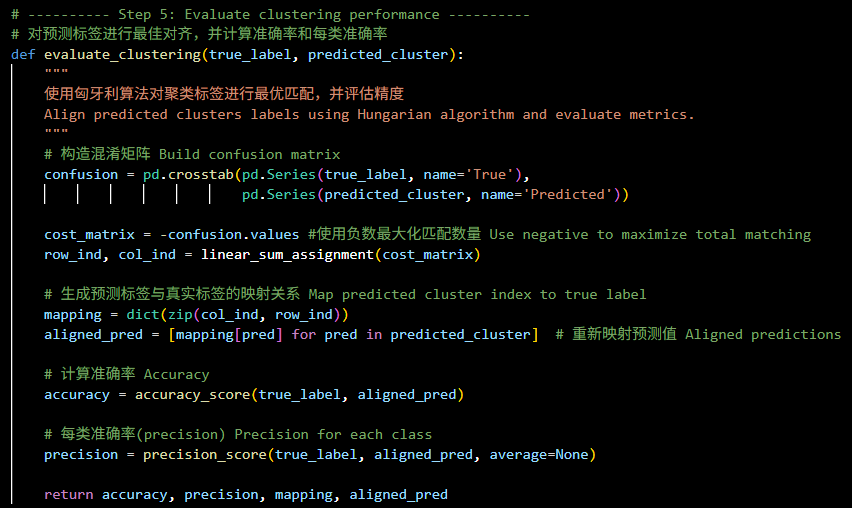 # ---------- Step 5: Evaluate clustering performance ----------
# 对预测标签进行最佳对齐，并计算准确率和每类准确率
def evaluate_clustering(true_label, predicted_cluster):
    """
    使用匈牙利算法对聚类标签进行最优匹配，并评估精度
    Align predicted clusters labels using Hungarian algorithm and evaluate metrics.
    """
    # 构造混淆矩阵 Build confusion matrix
    confusion = pd.crosstab(pd.Series(true_label, name='True'),
                            pd.Series(predicted_cluster, name='Predicted'))
    cost_matrix = -confusion.values #使用负数最大化匹配数量 Use negative to maximize total matching
    row_ind, col_ind = linear_sum_assignment(cost_matrix)
    # 生成预测标签与真实标签的映射关系 Map predicted cluster index to true label
    mapping = dict(zip(col_ind, row_ind))
    aligned_pred = [mapping[pred] for pred in predicted_cluster]  # 重新映射预测值 Aligned predictions
    # 计算准确率 Accuracy
    accuracy = accuracy_score(true_label, aligned_pred)
    # 每类准确率(precision) Precision for each class
    precision = precision_score(true_label, aligned_pred, average=None)
    return accuracy, precision, mapping, aligned_pred